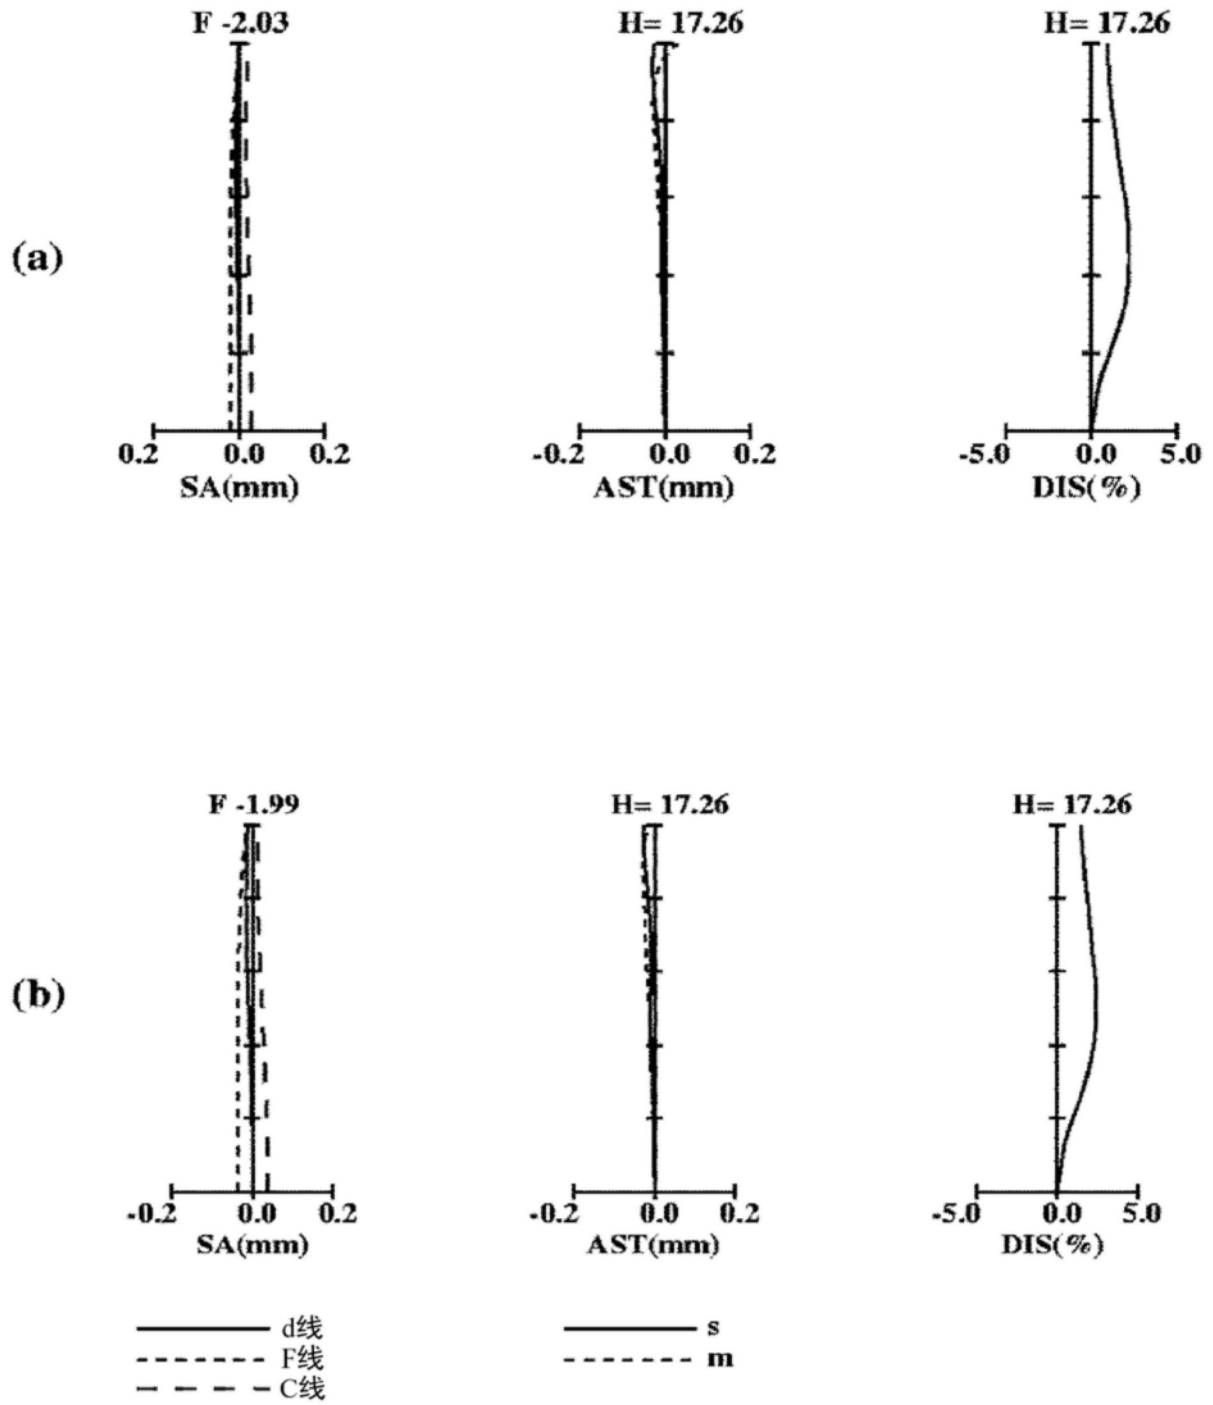 F -2.03
H= 17.26
H= 17.26
(a)
0.2 0.0 0.2
-0.2 0.0 0.2
-5.0 0.0 5.0
SA(mm)
AST(mm)
DIS(%)
F -1.99
H= 17.26
H= 17.26
(b)
-0.2 0.0 0.2
-0.2 0.0 0.2
-5.0 0.0 5.0
SA(mm)
AST(mm)
DIS(%)
d线
F线
C线
s
m